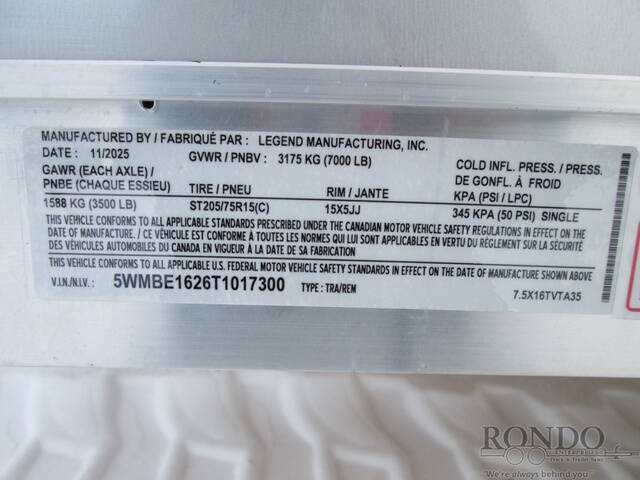 MANUFACTURED BY / FABRIQUÉ PAR : LEGEND MANUFACTURING, INC.
DATE : 11/2025 GVWR / PNBV : 3175 KG (7000 LB)
GAWR (EACH AXLE) / PNBE (CHAQUE ESSIEU) TIRE / PNEU RIM / JANTE COLD INFL. PRESS. / PRESS. DE GONFL. À FROID KPA (PSI / LPC)
1588 KG (3500 LB) ST205/75R15(C) 15X5JJ 345 KPA (50 PSI) SINGLE
THIS VEHICLE CONFORMS TO ALL APPLICABLE STANDARDS PRESCRIBED UNDER THE CANADIAN MOTOR VEHICLE SAFETY REGULATIONS IN EFFECT ON THE
DATE OF MANUFACTURE. / CE VÉHICULE EST CONFORME À TOUTES LES NORMES QUI LUI SONT APPLICABLES EN VERTU DU RÈGLEMENT SUR LA SÉCURITÉ
DES VÉHICULES AUTOMOBILES DU CANADA EN VIGUEUR À LA DATE DE SA FABRICATION
THIS VEHICLE CONFORMS TO ALL APPLICABLE U.S. FEDERAL MOTOR VEHICLE SAFETY STANDARDS IN EFFECT ON THE DATE OF MANUFACTURE SHOWN ABOVE
V.I.N./N.I.V. : 5WMBE1626T1017300 TYPE : TRA/REM 7.5X16TVTA35
RONDO
ENTERPRISES
Truck & Trailer Sales
We're always behind you.